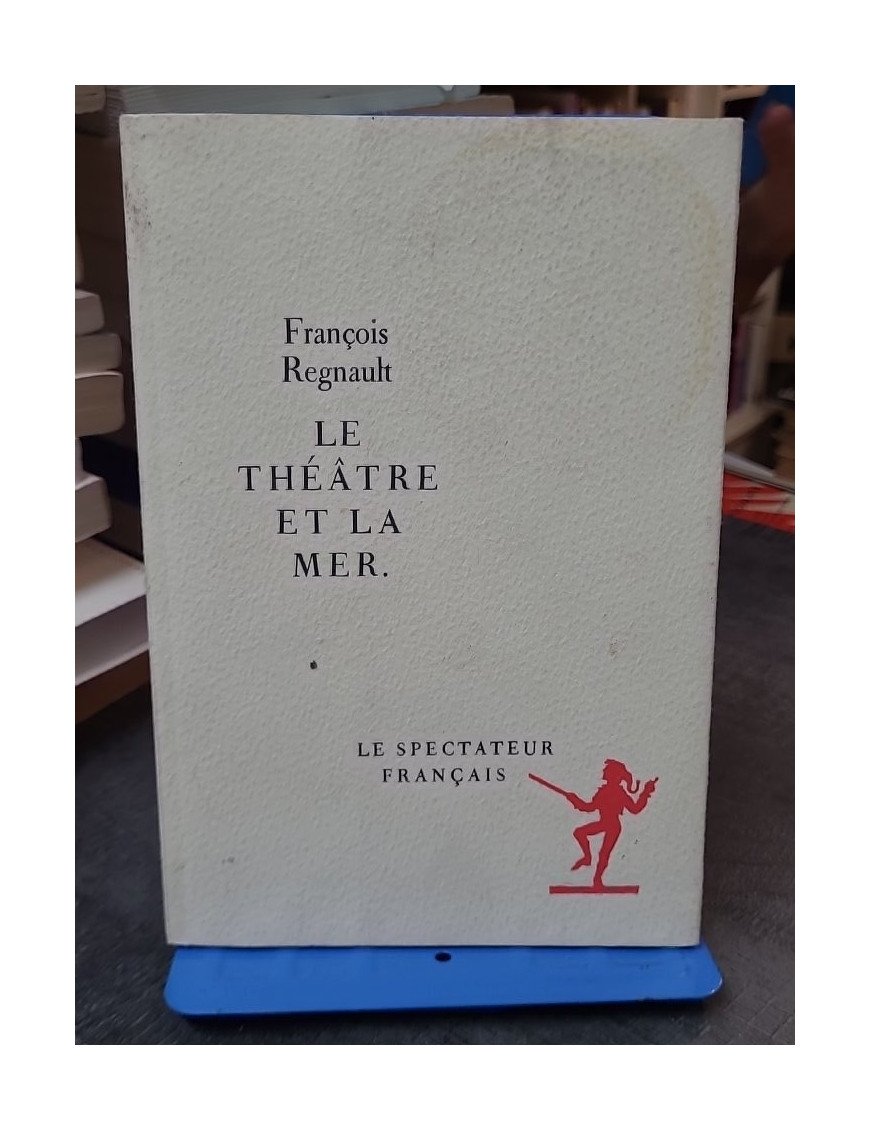 François
Regnault
LE
THÉÂTRE
ET LA
MER.
LE SPECTATEUR
FRANÇAIS